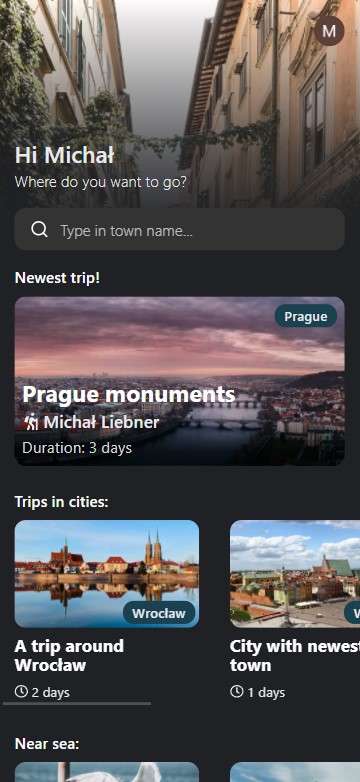 M
Hi Michał
Where do you want to go?
Type in town name...
Newest trip!
Prague
Prague monuments
Michał Liebner
Duration: 3 days
Trips in cities:
Wrocław
A trip around
Wrocław
2 days
City with newest
town
1 days
Near sea: